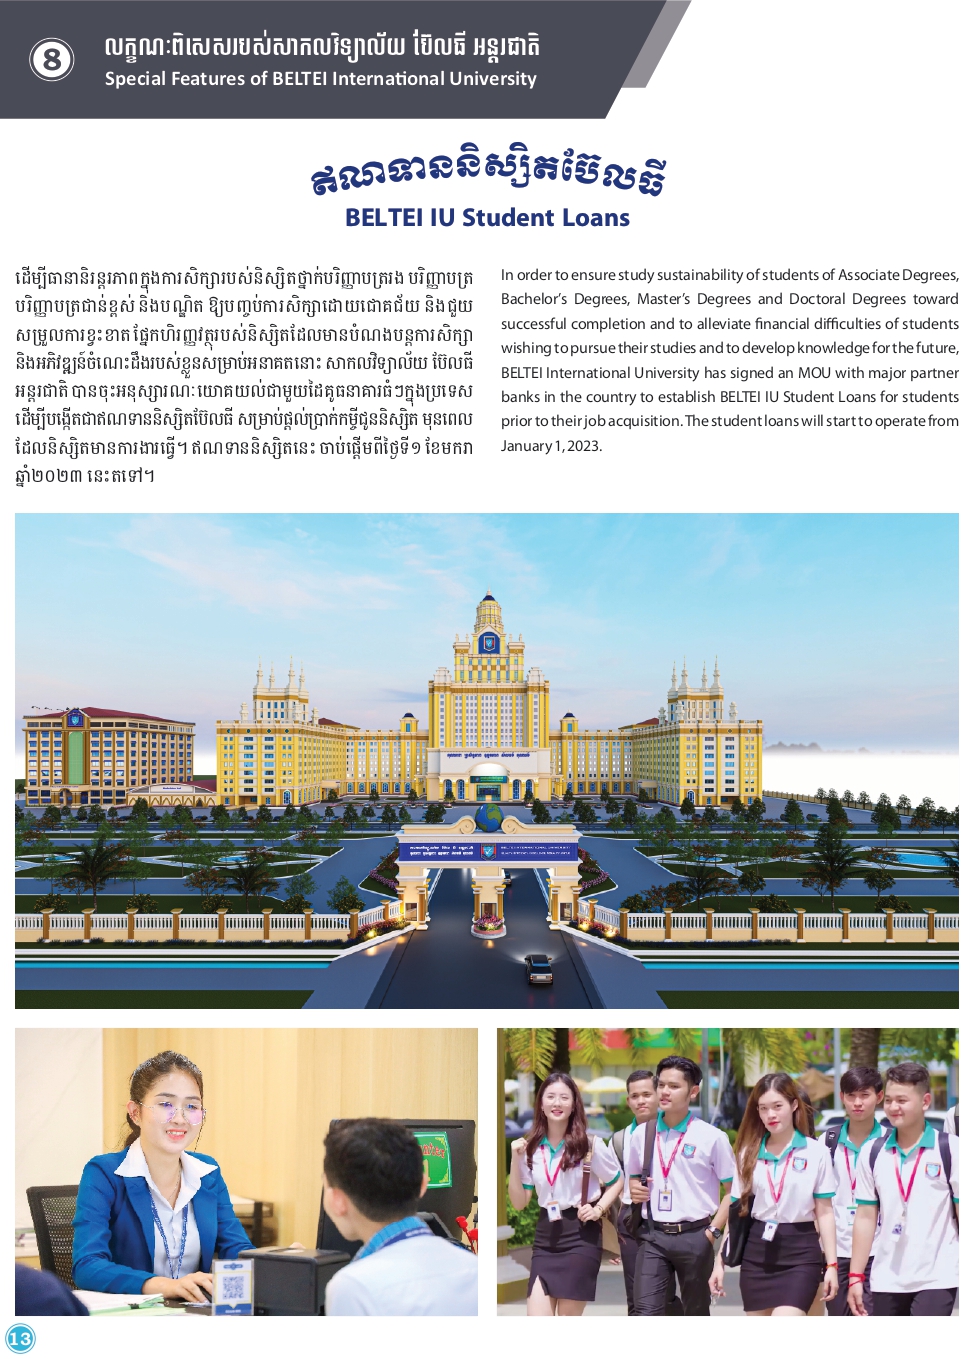 8
លក្ខណៈពិសេសរបស់សាកលវិទ្យាល័យ ប៊ែលធី អន្តរជាតិ
Special Features of BELTEI International University
ឥណទាននិស្សិតប៊ែលធី
BELTEI IU Student Loans
ដើម្បីធានានិរន្តរភាពក្នុងការសិក្សារបស់និស្សិតថ្នាក់បរិញ្ញាបត្ររង បរិញ្ញាបត្រ
បរិញ្ញាបត្រជាន់ខ្ពស់ និងបណ្ឌិត ឱ្យបញ្ចប់ការសិក្សាដោយជោគជ័យ និងជួយ
សម្រួលការខ្វះខាត ផ្នែកហិរញ្ញវត្ថុរបស់និស្សិតដែលមានបំណងបន្តការសិក្សា
និងអភិវឌ្ឍន៍ចំណេះដឹងរបស់ខ្លួនសម្រាប់អនាគតនោះ សាកលវិទ្យាល័យ ប៊ែលធី
អន្តរជាតិ បានចុះអនុស្សារណៈយោគយល់ជាមួយដៃគូធនាគារធំៗក្នុងប្រទេស
ដើម្បីបង្កើតជាឥណទាននិស្សិតប៊ែលធី សម្រាប់ផ្តល់ប្រាក់កម្ចីជូននិស្សិត មុនពេល
ដែលនិស្សិតមានការងារធ្វើ។ ឥណទាននិស្សិតនេះ ចាប់ផ្តើមពីថ្ងៃទី១ ខែមករា
ឆ្នាំ២០២៣ នេះតទៅ។
In order to ensure study sustainability of students of Associate Degrees,
Bachelor's Degrees, Master's Degrees and Doctoral Degrees toward
successful completion and to alleviate financial difficulties of students
wishing to pursue their studies and to develop knowledge for the future,
BELTEI International University has signed an MOU with major partner
banks in the country to establish BELTEI IU Student Loans for students
prior to their job acquisition. The student loans will start to operate from
January 1, 2023.
BELTEI INTERNATIONAL UNIVERSITY
13